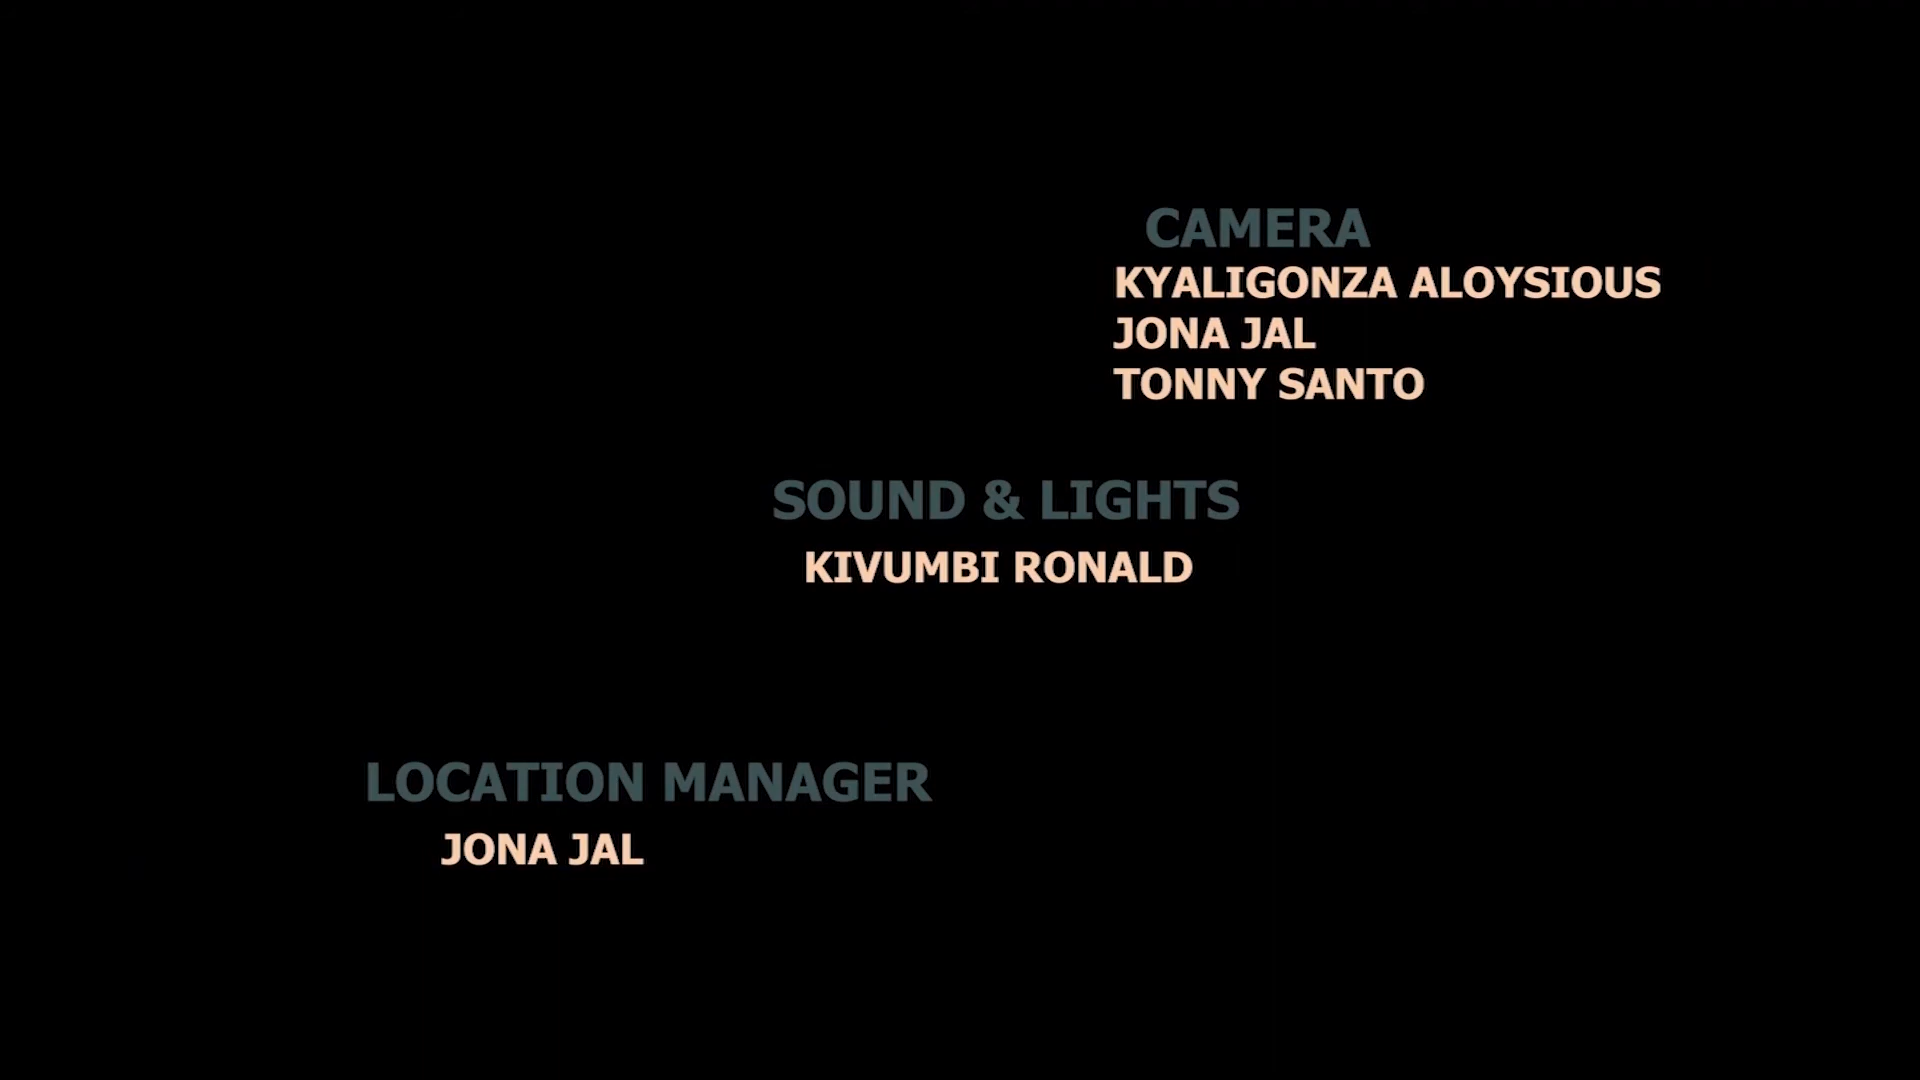 CAMERA
KYALIGONZA ALOYSIOUS
JONA JAL
TONNY SANTO
SOUND & LIGHTS
KIVUMBI RONALD
LOCATION MANAGER
JONA JAL